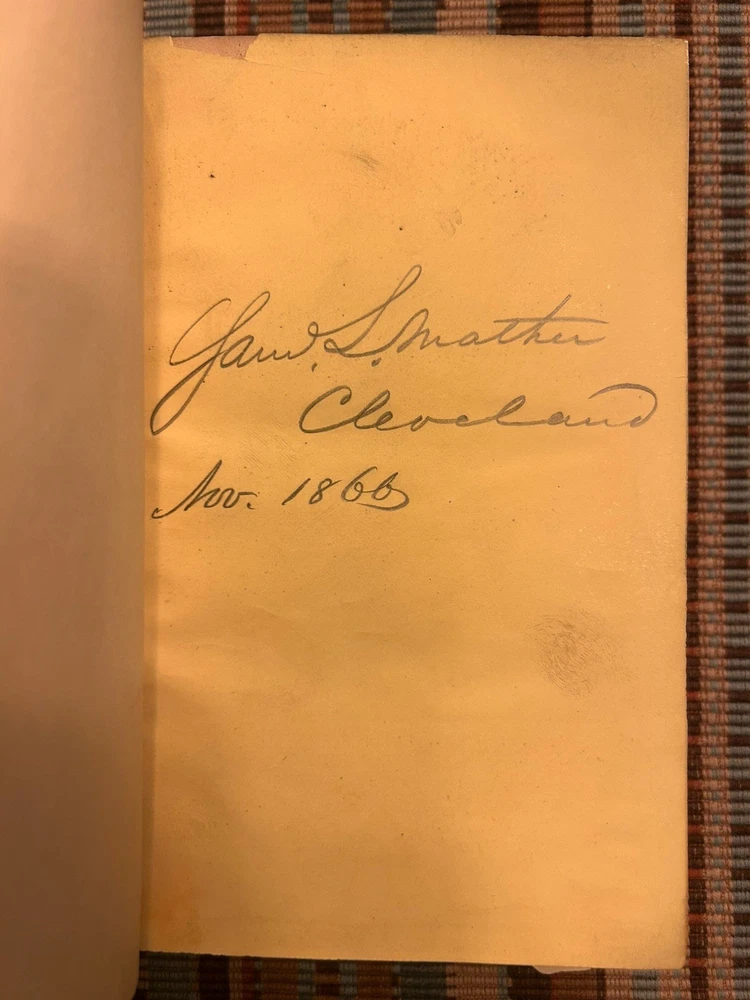 Saml. L. Mather
Cleveland
Nov. 1866